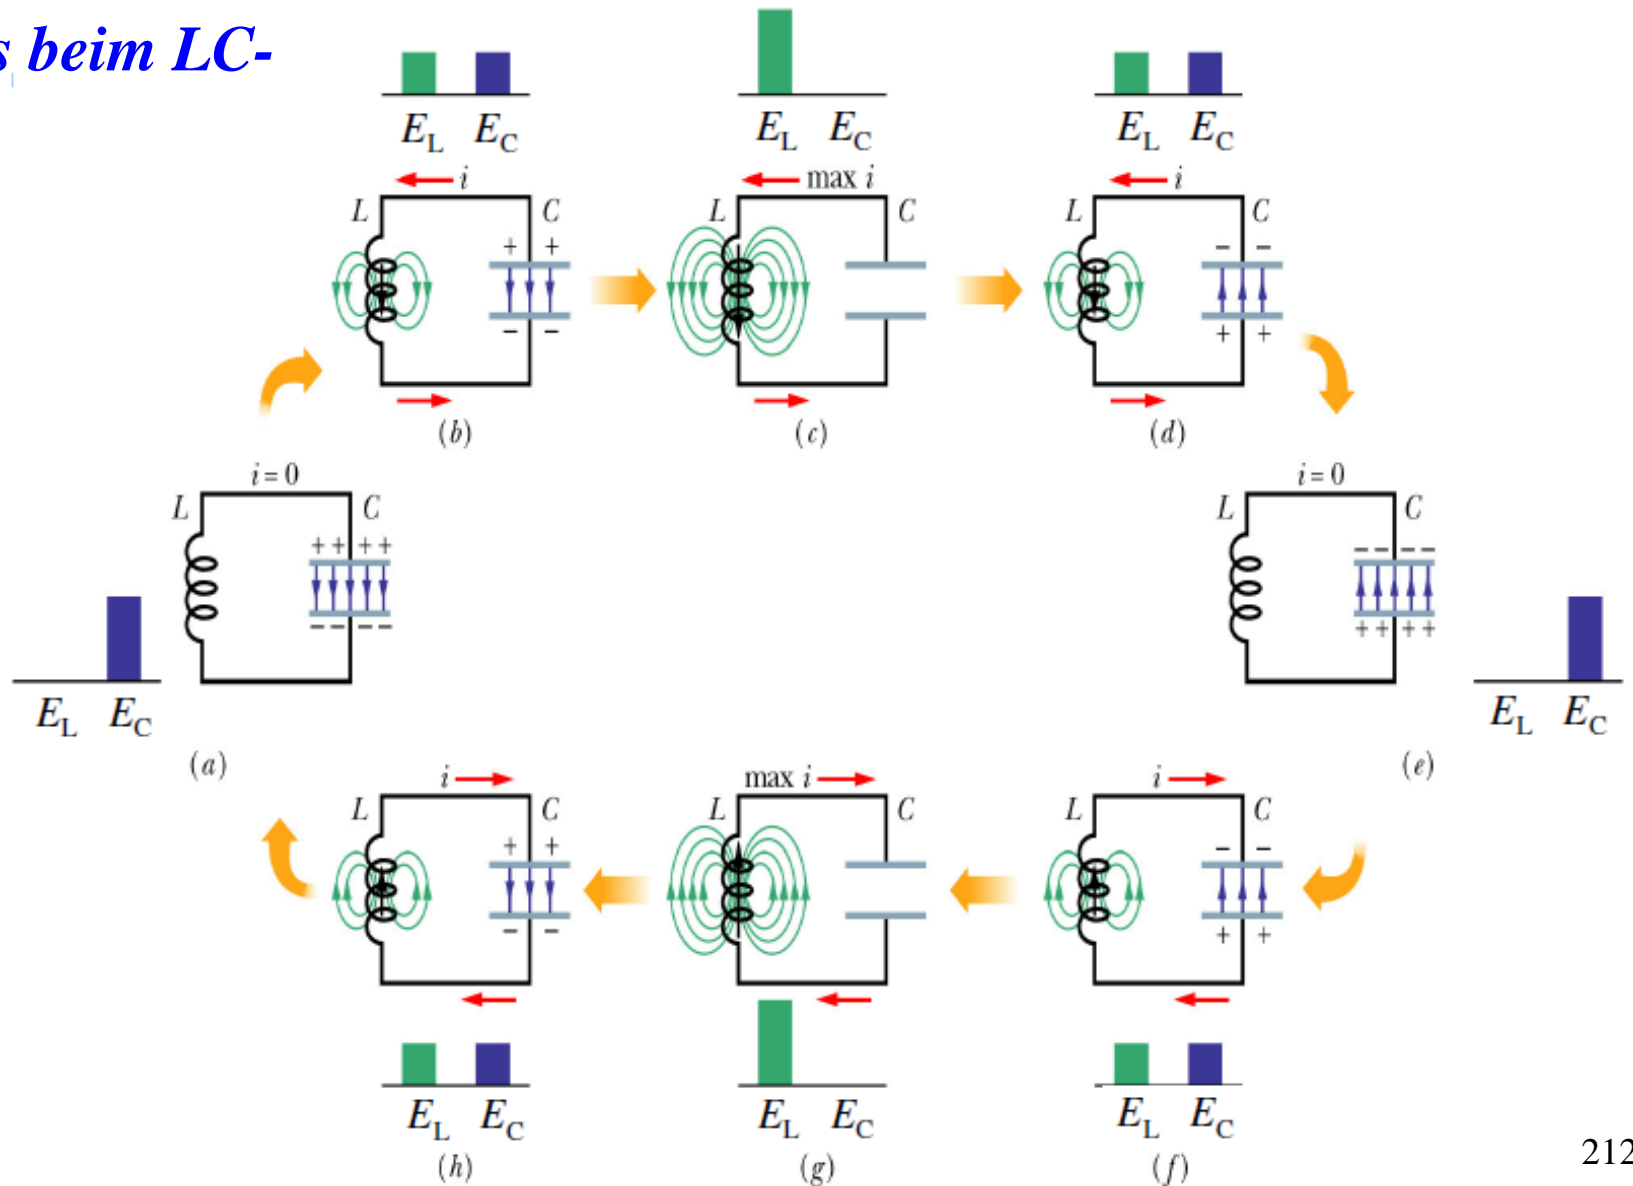 s beim LC-
E_L E_C
E_L E_C
E_L E_C
i
max i
i
L C
L C
L C
+ +
− −
− −
+ +
(b)
(c)
(d)
i = 0
i = 0
L C
L C
+ + + +
− − − −
− − − −
+ + + +
E_L E_C
E_L E_C
(a)
(e)
i
max i
i
L C
L C
L C
+ +
− −
− −
+ +
E_L E_C
E_L E_C
E_L E_C
(h)
(g)
(f)
212